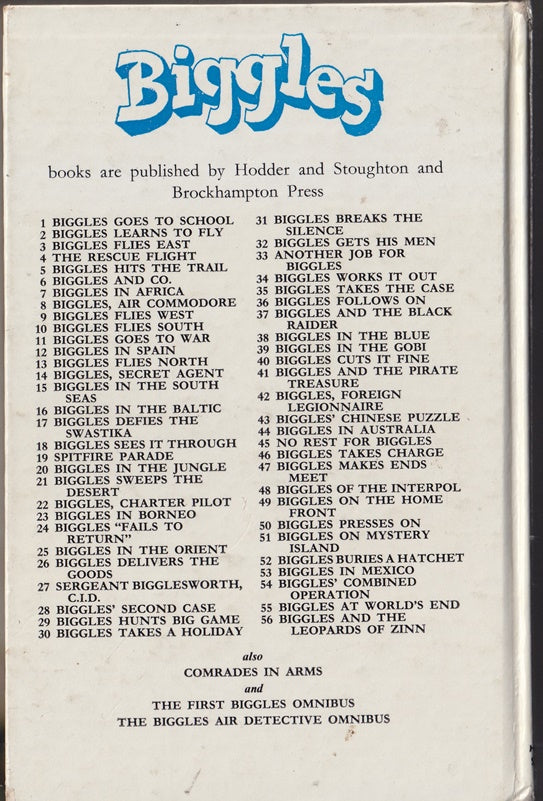 Biggles
books are published by Hodder and Stoughton and
Brockhampton Press
1 BIGGLES GOES TO SCHOOL
2 BIGGLES LEARNS TO FLY
3 BIGGLES FLIES EAST
4 THE RESCUE FLIGHT
5 BIGGLES HITS THE TRAIL
6 BIGGLES AND CO.
7 BIGGLES IN AFRICA
8 BIGGLES, AIR COMMODORE
9 BIGGLES FLIES WEST
10 BIGGLES FLIES SOUTH
11 BIGGLES GOES TO WAR
12 BIGGLES IN SPAIN
13 BIGGLES FLIES NORTH
14 BIGGLES, SECRET AGENT
15 BIGGLES IN THE SOUTH
SEAS
16 BIGGLES IN THE BALTIC
17 BIGGLES DEFIES THE
SWASTIKA
18 BIGGLES SEES IT THROUGH
19 SPITFIRE PARADE
20 BIGGLES IN THE JUNGLE
21 BIGGLES SWEEPS THE
DESERT
22 BIGGLES, CHARTER PILOT
23 BIGGLES IN BORNEO
24 BIGGLES “FAILS TO
RETURN”
25 BIGGLES IN THE ORIENT
26 BIGGLES DELIVERS THE
GOODS
27 SERGEANT BIGGLESWORTH,
C.I.D.
28 BIGGLES’ SECOND CASE
29 BIGGLES HUNTS BIG GAME
30 BIGGLES TAKES A HOLIDAY
31 BIGGLES BREAKS THE
SILENCE
32 BIGGLES GETS HIS MEN
33 ANOTHER JOB FOR
BIGGLES
34 BIGGLES WORKS IT OUT
35 BIGGLES TAKES THE CASE
36 BIGGLES FOLLOWS ON
37 BIGGLES AND THE BLACK
RAIDER
38 BIGGLES IN THE BLUE
39 BIGGLES IN THE GOBI
40 BIGGLES CUTS IT FINE
41 BIGGLES AND THE PIRATE
TREASURE
42 BIGGLES, FOREIGN
LEGIONNAIRE
43 BIGGLES’ CHINESE PUZZLE
44 BIGGLES IN AUSTRALIA
45 NO REST FOR BIGGLES
46 BIGGLES TAKES CHARGE
47 BIGGLES MAKES ENDS
MEET
48 BIGGLES OF THE INTERPOL
49 BIGGLES ON THE HOME
FRONT
50 BIGGLES PRESSES ON
51 BIGGLES ON MYSTERY
ISLAND
52 BIGGLES BURIES A HATCHET
53 BIGGLES IN MEXICO
54 BIGGLES’ COMBINED
OPERATION
55 BIGGLES AT WORLD’S END
56 BIGGLES AND THE
LEOPARDS OF ZINN
also
COMRADES IN ARMS
and
THE FIRST BIGGLES OMNIBUS
THE BIGGLES AIR DETECTIVE OMNIBUS